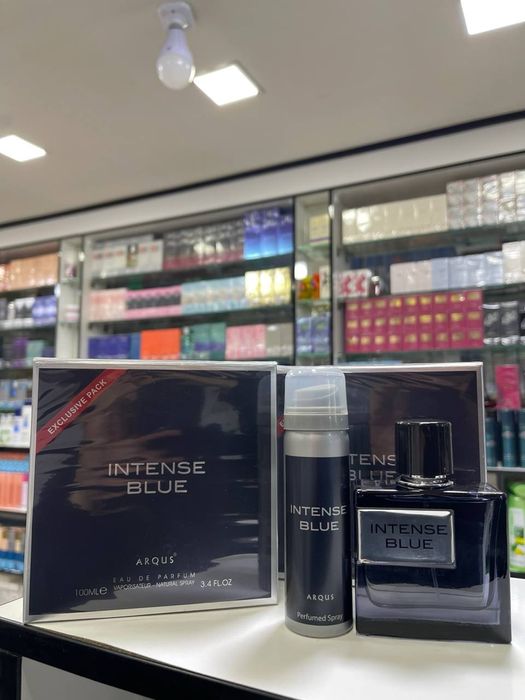 EXCLUSIVE PACK
INTENSE
BLUE
ARQUS®
EAU DE PARFUM
100ML e VAPORISATEUR - NATURAL SPRAY 3.4 FL.OZ
INTENSE
BLUE
ARQUS
Perfumed Spray
INTENS
BLUE
INTENSE
BLUE